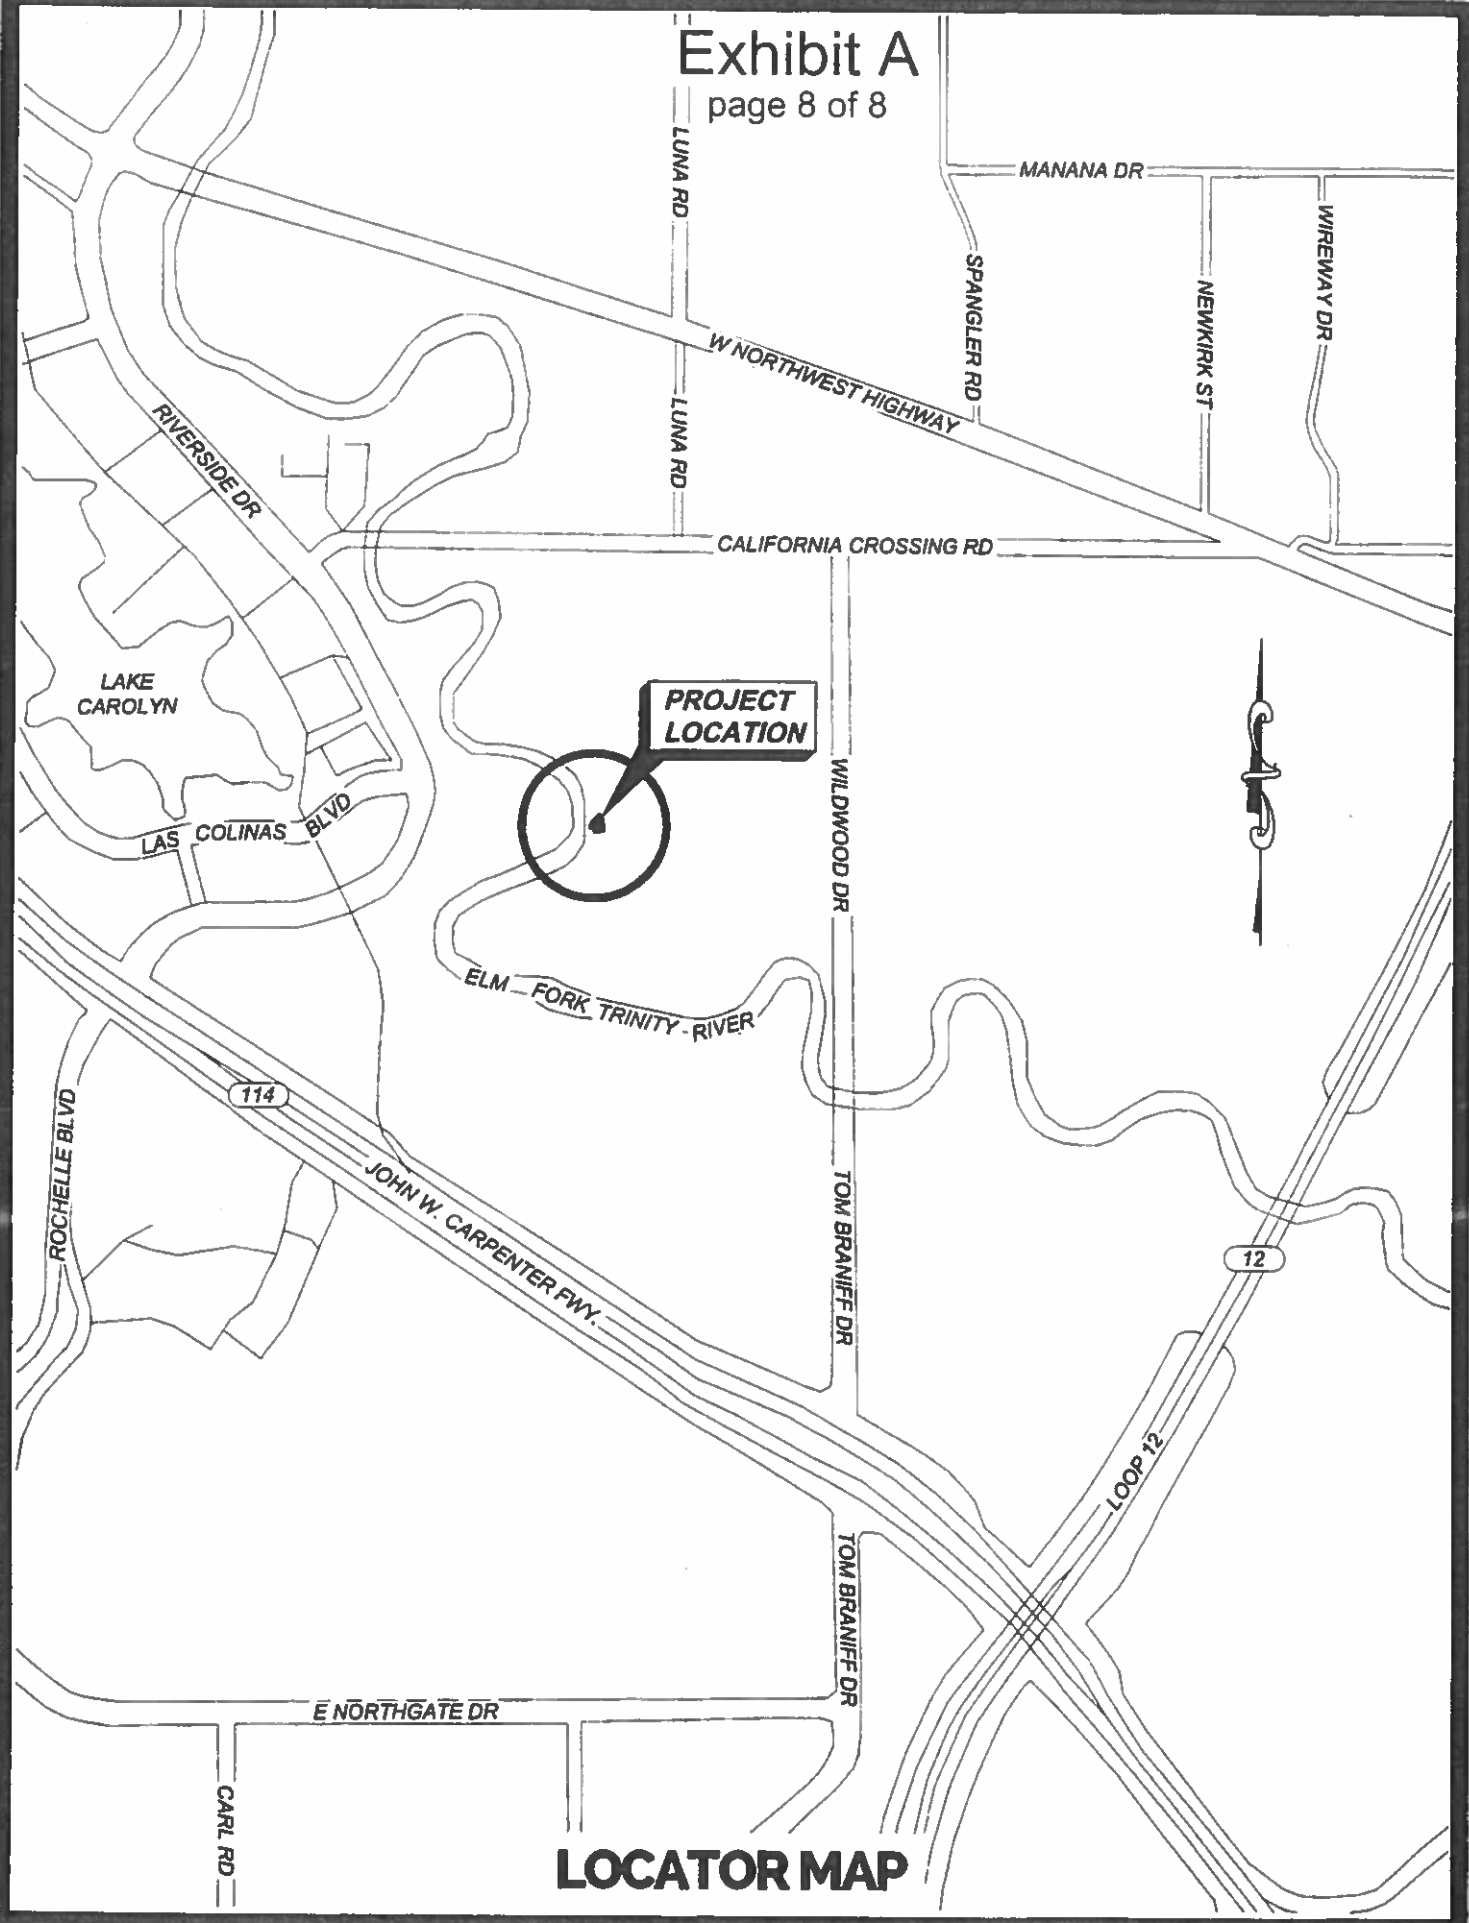 Exhibit A
page 8 of 8
LUNA RD
MANANA DR
WIREWAY DR
SPANGLER RD
NEWKIRK ST
W NORTHWEST HIGHWAY
LUNA RD
RIVERSIDE DR
CALIFORNIA CROSSING RD
LAKE
CAROLYN
PROJECT
LOCATION
WILDWOOD DR
LAS COLINAS BLVD
ELM FORK TRINITY RIVER
114
ROCHELLE BLVD
JOHN W. CARPENTER FWY.
TOM BRANIFF DR
12
LOOP 12
TOM BRANIFF DR
E NORTHGATE DR
CARL RD
LOCATOR MAP